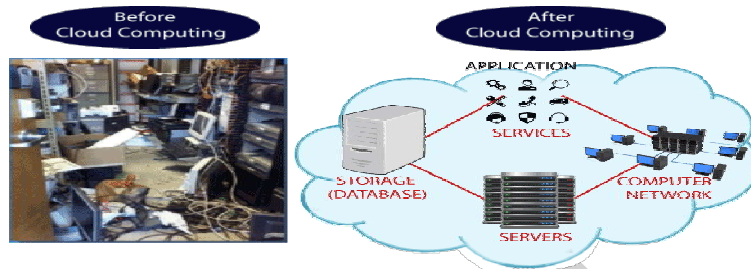 Before
Cloud Computing
After
Cloud Computing
APPLICATION
SERVICES
STORAGE
(DATABASE)
COMPUTER
NETWORK
SERVERS